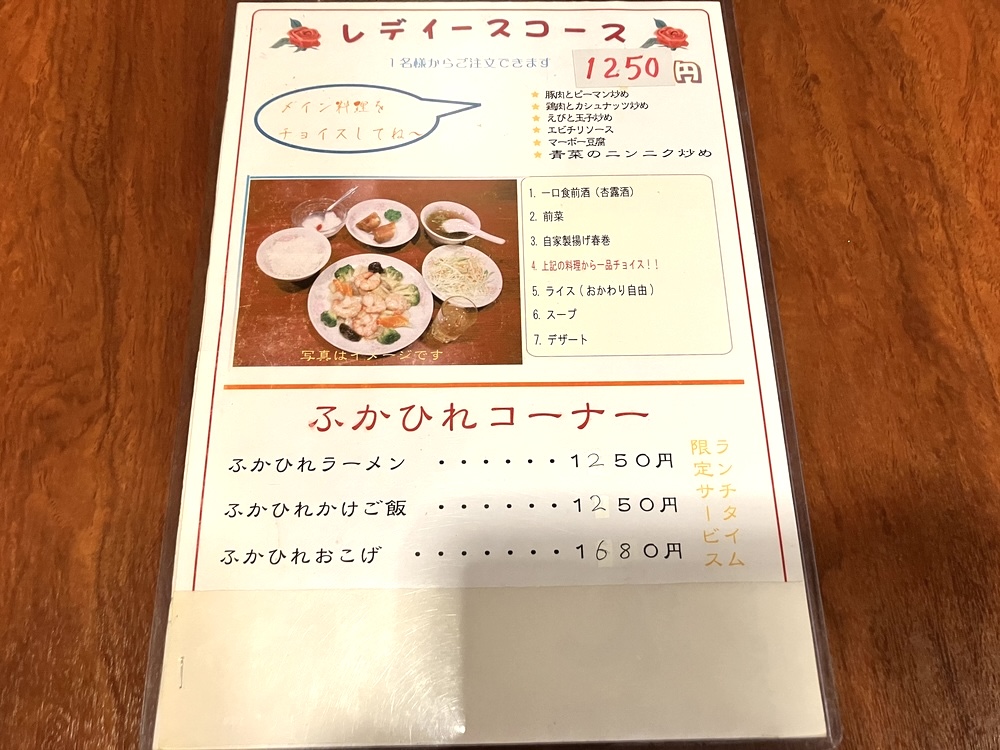 レディースコース
1名様からご注文できます
1250円
メイン料理を
チョイスしてね～
★ 豚肉とピーマン炒め
★ 鶏肉とカシュナッツ炒め
★ えびと玉子炒め
★ エビチリソース
★ マーボー豆腐
★ 青菜のニンニク炒め
1. 一口食前酒（杏露酒）
2. 前菜
3. 自家製揚げ春巻
4. 上記の料理から一品チョイス！！
5. ライス（おかわり自由）
6. スープ
7. デザート
写真はイメージです
ふかひれコーナー
ふかひれラーメン ・・・・・・1250円
ふかひれかけご飯 ・・・・・・1250円
ふかひれおこげ ・・・・・・・1680円
ランチタイム
限定サービス